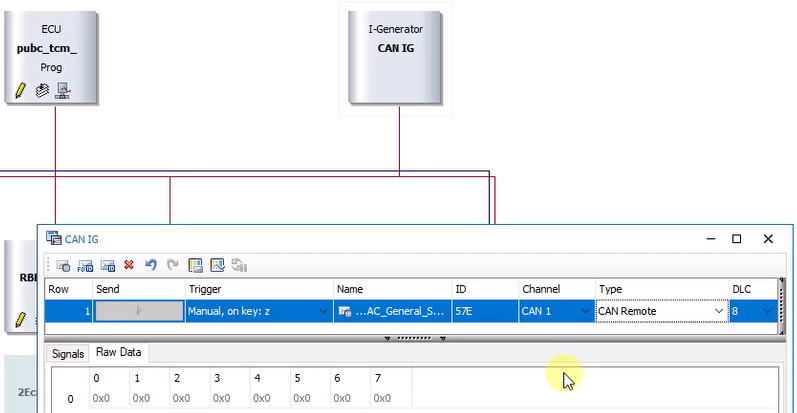 ECU
pubc_tcm_
Prog
I-Generator
CAN IG
RBE
2Ec
CAN IG
Row Send Trigger Name ID Channel Type DLC
1 Manual, on key: z ...AC_General_S... 57E CAN 1 CAN Remote 8
Signals Raw Data
0 1 2 3 4 5 6 7
0 0x0 0x0 0x0 0x0 0x0 0x0 0x0 0x0